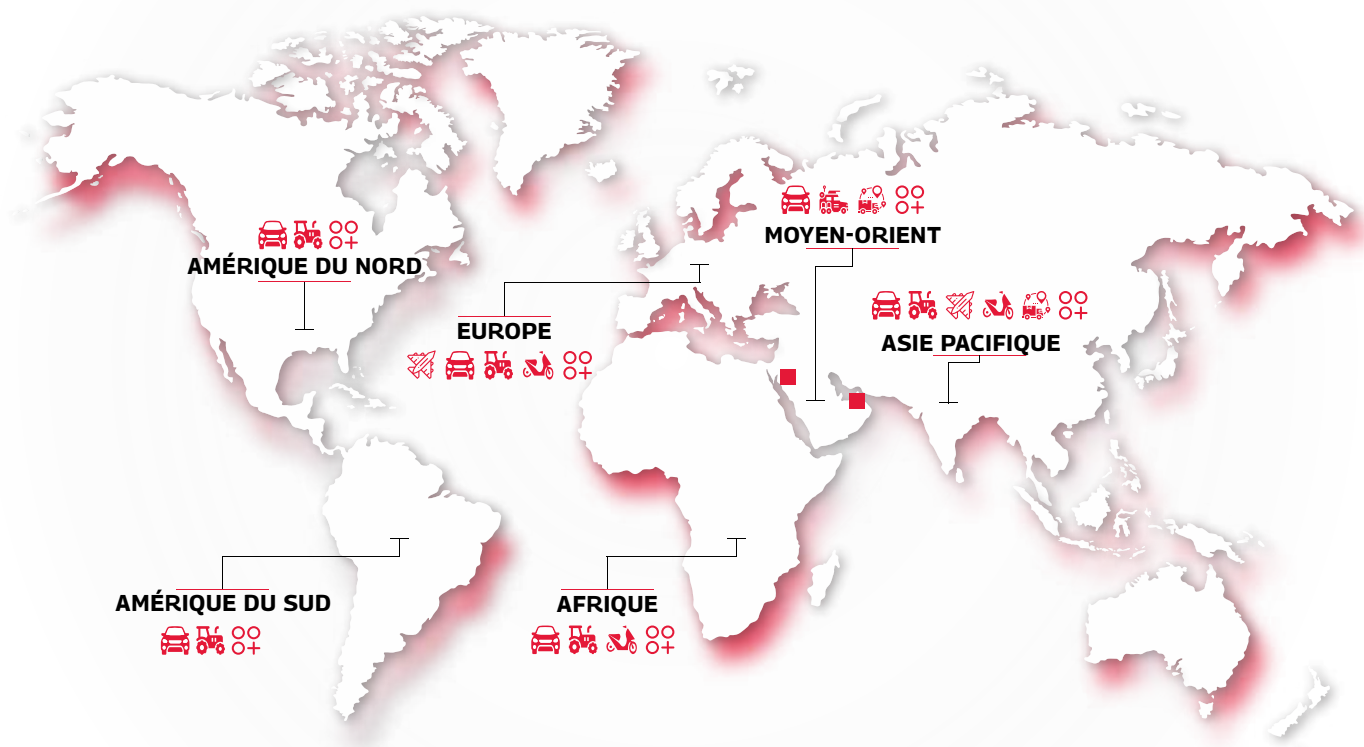 MOYEN-ORIENT
AMÉRIQUE DU NORD
EUROPE
ASIE PACIFIQUE
AMÉRIQUE DU SUD
AFRIQUE